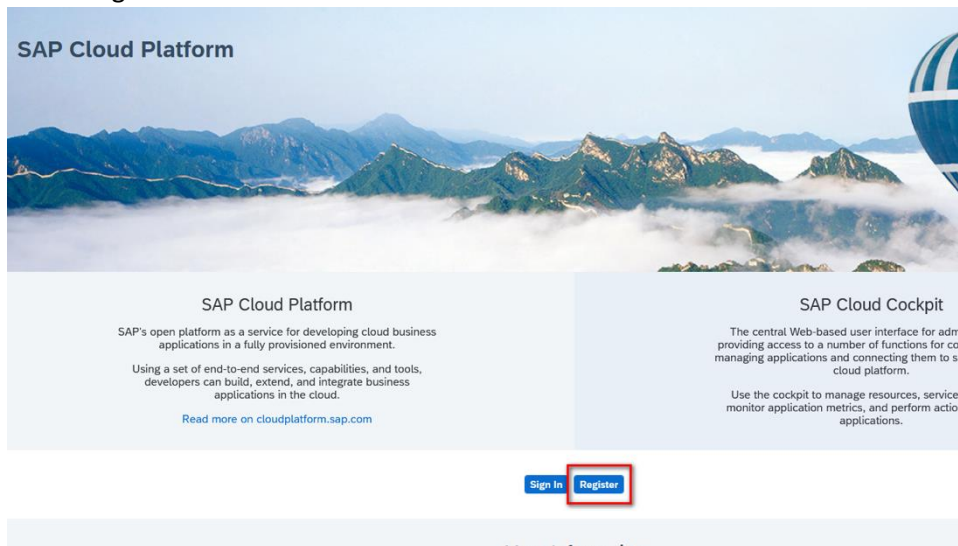 SAP Cloud Platform
SAP Cloud Platform
SAP's open platform as a service for developing cloud business
applications in a fully provisioned environment.
Using a set of end-to-end services, capabilities, and tools,
developers can build, extend, and integrate business
applications in the cloud.
Read more on cloudplatform.sap.com
SAP Cloud Cockpit
The central Web-based user interface for
providing access to a number of functions for
managing applications and connecting them to
cloud platform.
Use the cockpit to manage resources,
monitor application metrics, and perform
applications.
Sign In Register